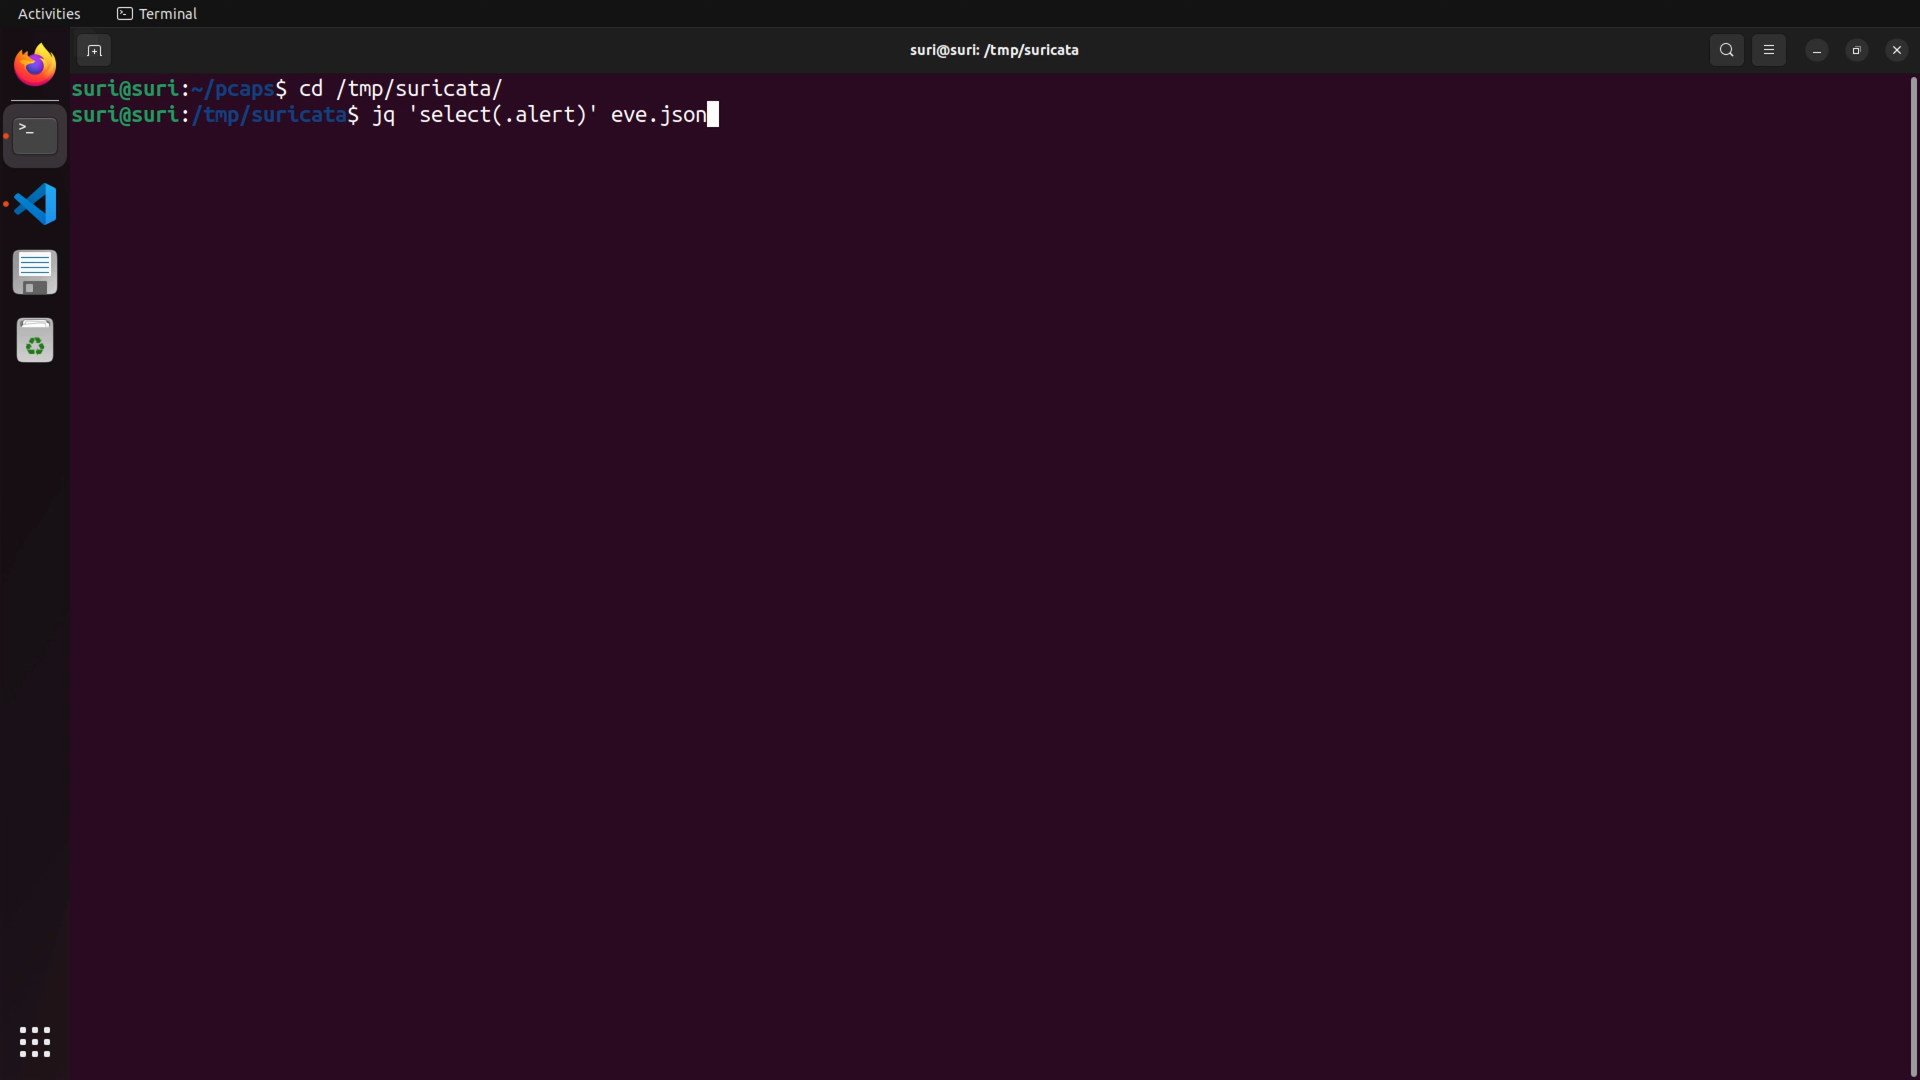 Activities
Terminal
suri@suri: /tmp/suricata
suri@suri:~/pcaps$ cd /tmp/suricata/
suri@suri:/tmp/suricata$ jq 'select(.alert)' eve.json
>_